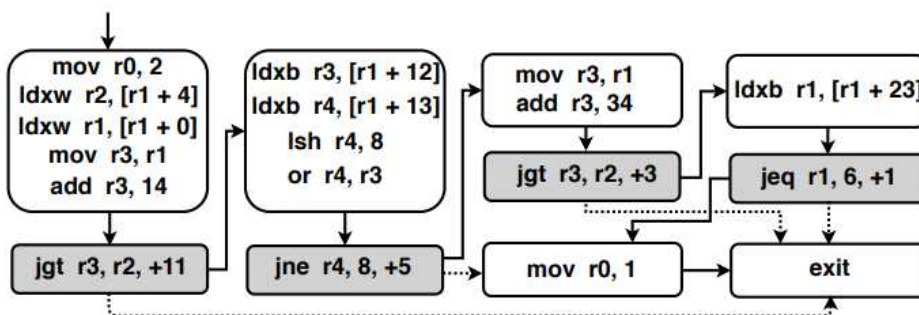 mov r0, 2
ldxw r2, [r1 + 4]
ldxw r1, [r1 + 0]
mov r3, r1
add r3, 14
jgt r3, r2, +11
ldxb r3, [r1 + 12]
ldxb r4, [r1 + 13]
lsh r4, 8
or r4, r3
jne r4, 8, +5
mov r3, r1
add r3, 34
jgt r3, r2, +3
mov r0, 1
ldxb r1, [r1 + 23]
jeq r1, 6, +1
exit